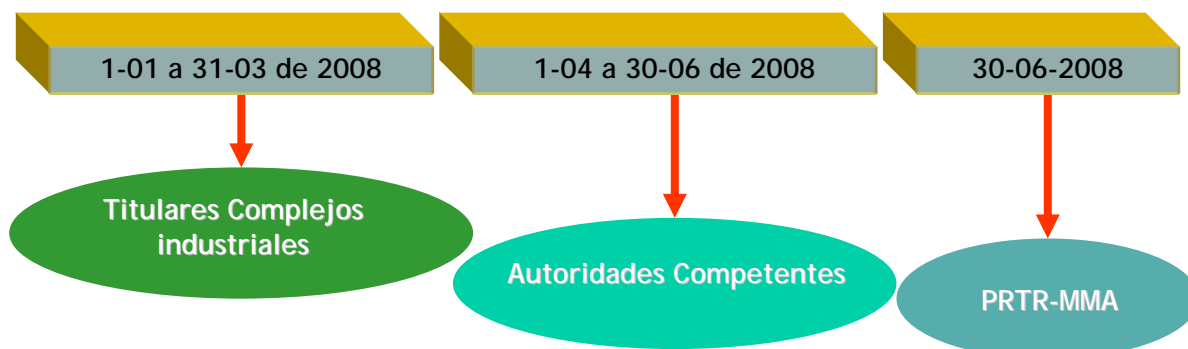 1-01 a 31-03 de 2008
1-04 a 30-06 de 2008
30-06-2008
Titulares Complejos
industriales
Autoridades Competentes
PRTR-MMA